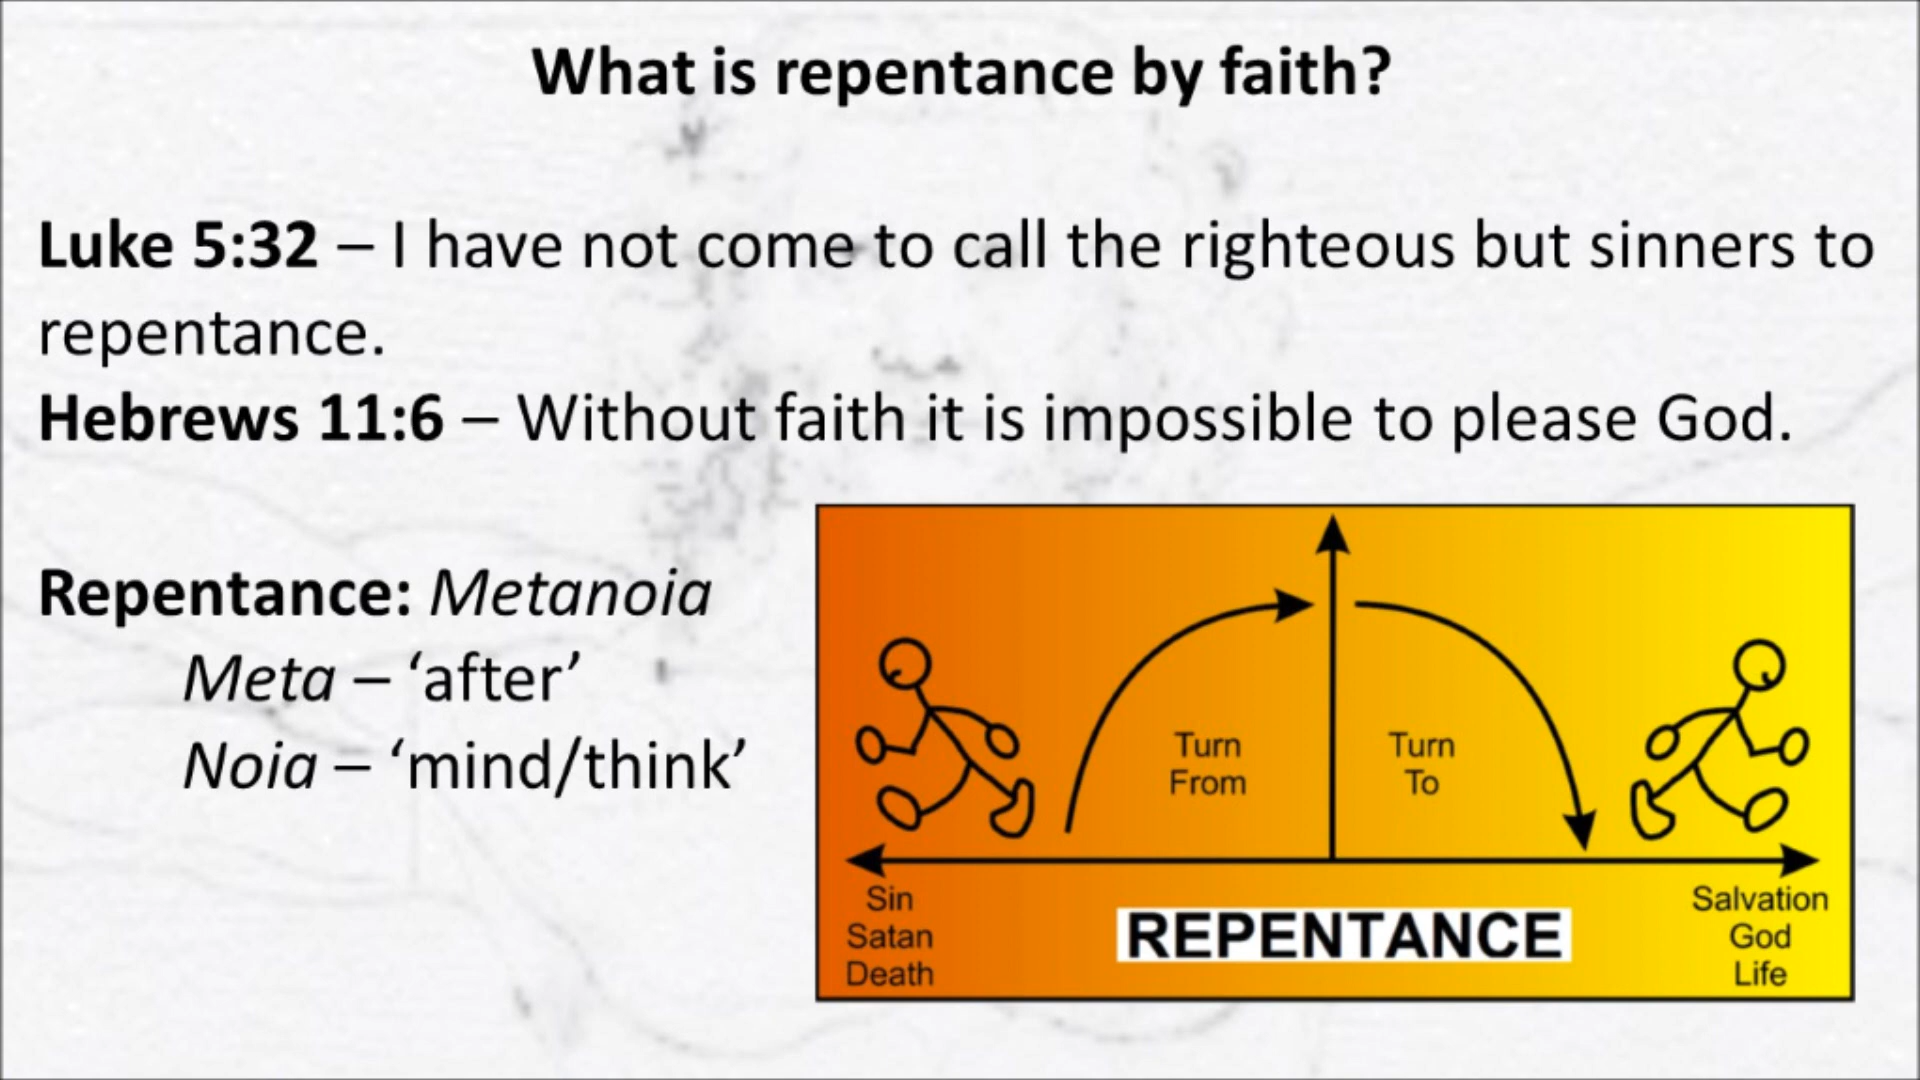 What is repentance by faith?
Luke 5:32 – I have not come to call the righteous but sinners to
repentance.
Hebrews 11:6 – Without faith it is impossible to please God.
Repentance: Metanoia
Meta – ‘after’
Noia – ‘mind/think’
Turn
From
Turn
To
Sin
Satan
Death
REPENTANCE
Salvation
God
Life